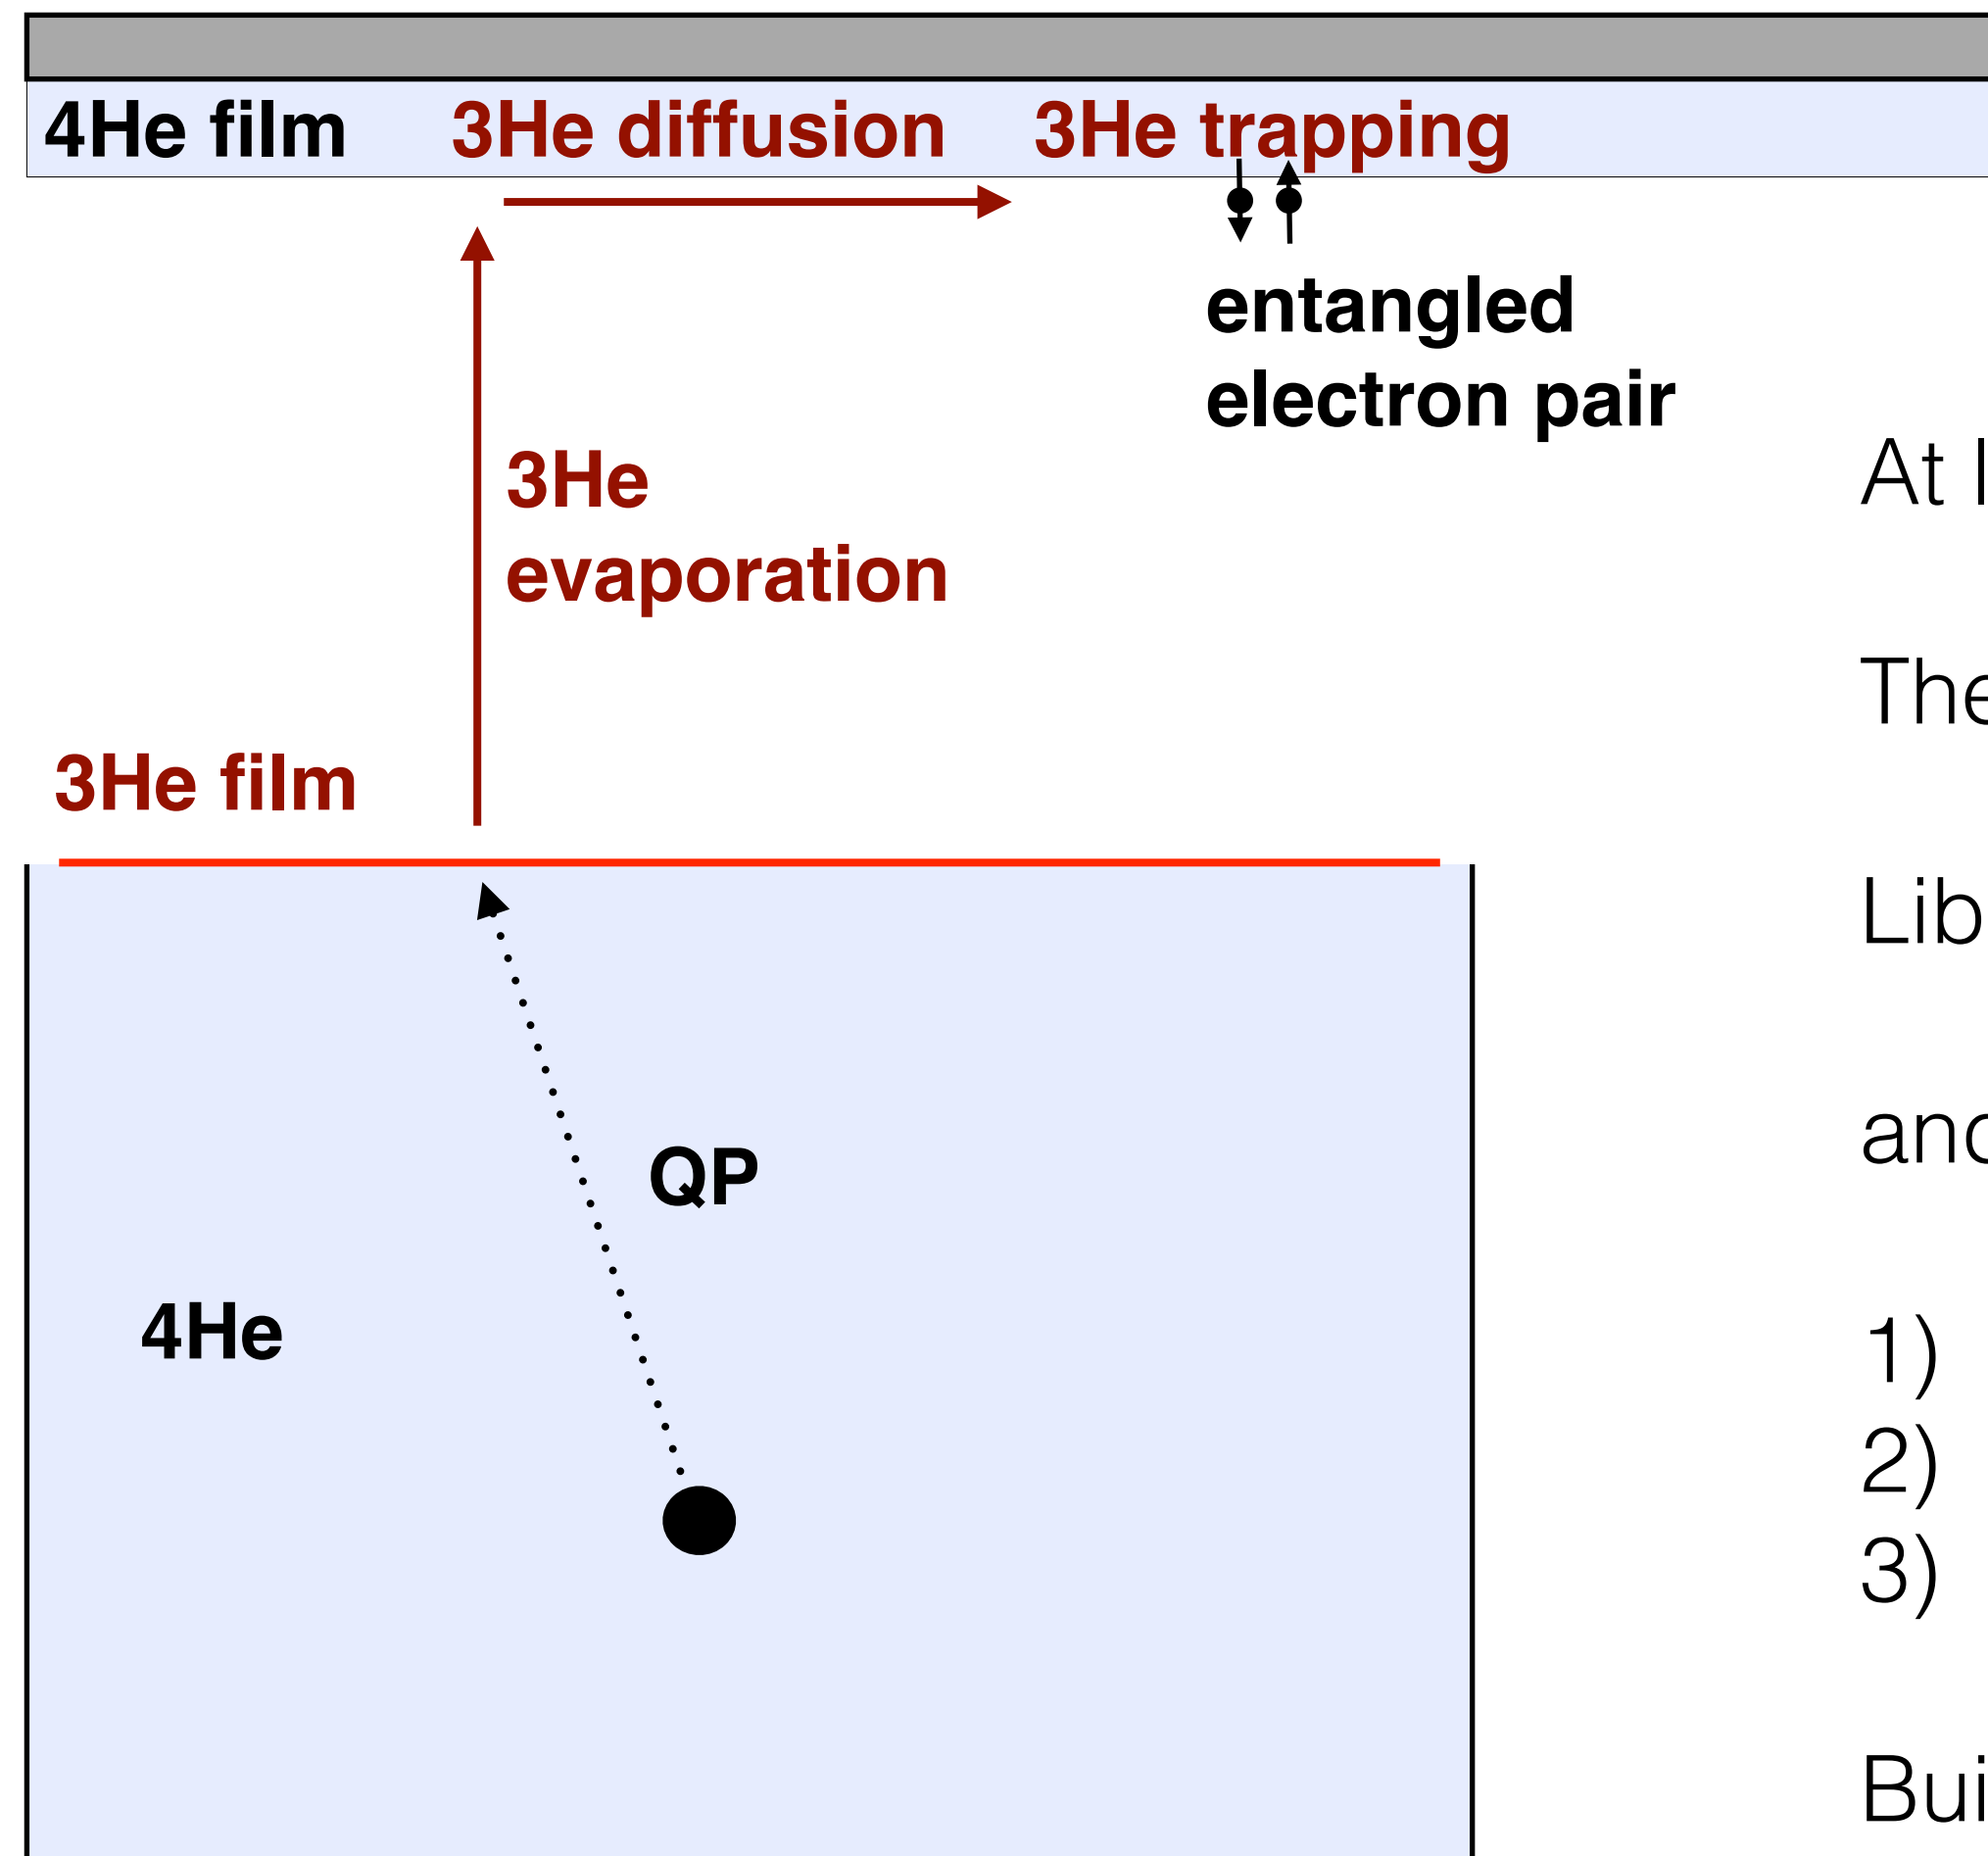 4He film 3He diffusion 3He trapping
entangled
electron pair
3He
evaporation
3He film
QP
4He
At
The
Lib
and
1)
2)
3)
Bui